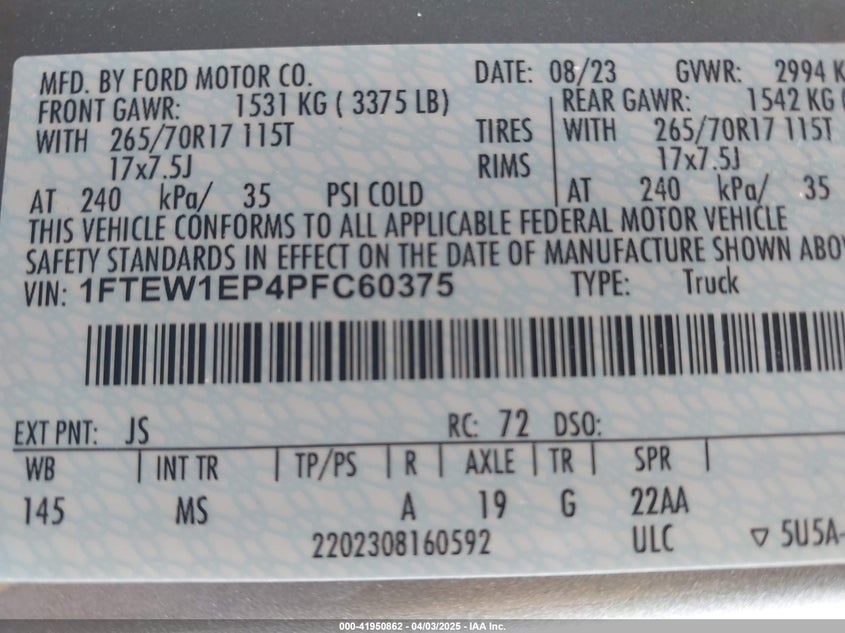 MFD. BY FORD MOTOR CO. DATE: 08/23 GVWR: 2994 K
FRONT GAWR: 1531 KG ( 3375 LB) REAR GAWR: 1542 KG (
WITH 265/70R17 115T TIRES WITH 265/70R17 115T
17x7.5J RIMS 17x7.5J
AT 240 kPa/ 35 PSI COLD AT 240 kPa/ 35
THIS VEHICLE CONFORMS TO ALL APPLICABLE FEDERAL MOTOR VEHICLE
SAFETY STANDARDS IN EFFECT ON THE DATE OF MANUFACTURE SHOWN ABOV
VIN: 1FTEW1EP4PFC60375 TYPE: Truck
EXT PNT: JS RC: 72 DSO:
WB INT TR TP/PS R AXLE TR SPR
145 MS A 19 G 22AA
2202308160592 ULC ▽ 5U5A-
000-41950862 - 04/03/2025 - IAA Inc.